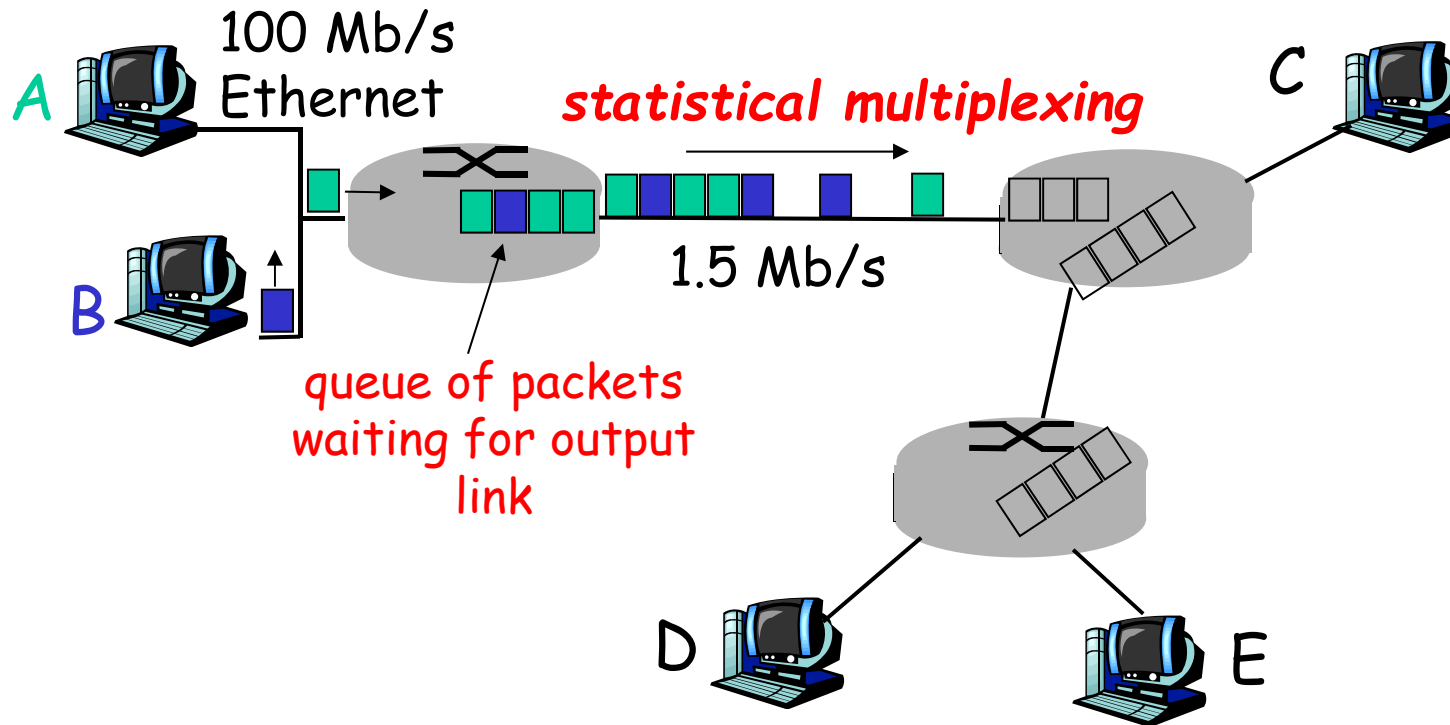 100 Mb/s
Ethernet
A
statistical multiplexing
C
B
1.5 Mb/s
queue of packets
waiting for output
link
D
E